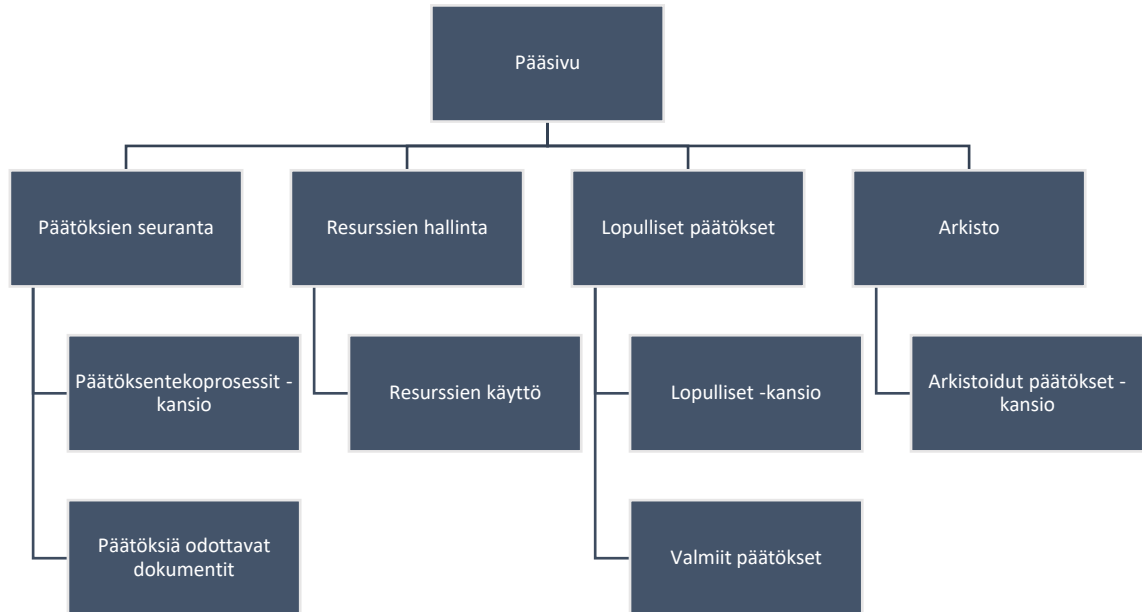 Pääsivu
Päätöksien seuranta
Resurssien hallinta
Lopulliset päätökset
Arkisto
Päätöksentekoprosessit -
kansio
Resurssien käyttö
Lopulliset -kansio
Arkistoidut päätökset -
kansio
Päätöksiä odottavat
dokumentit
Valmiit päätökset